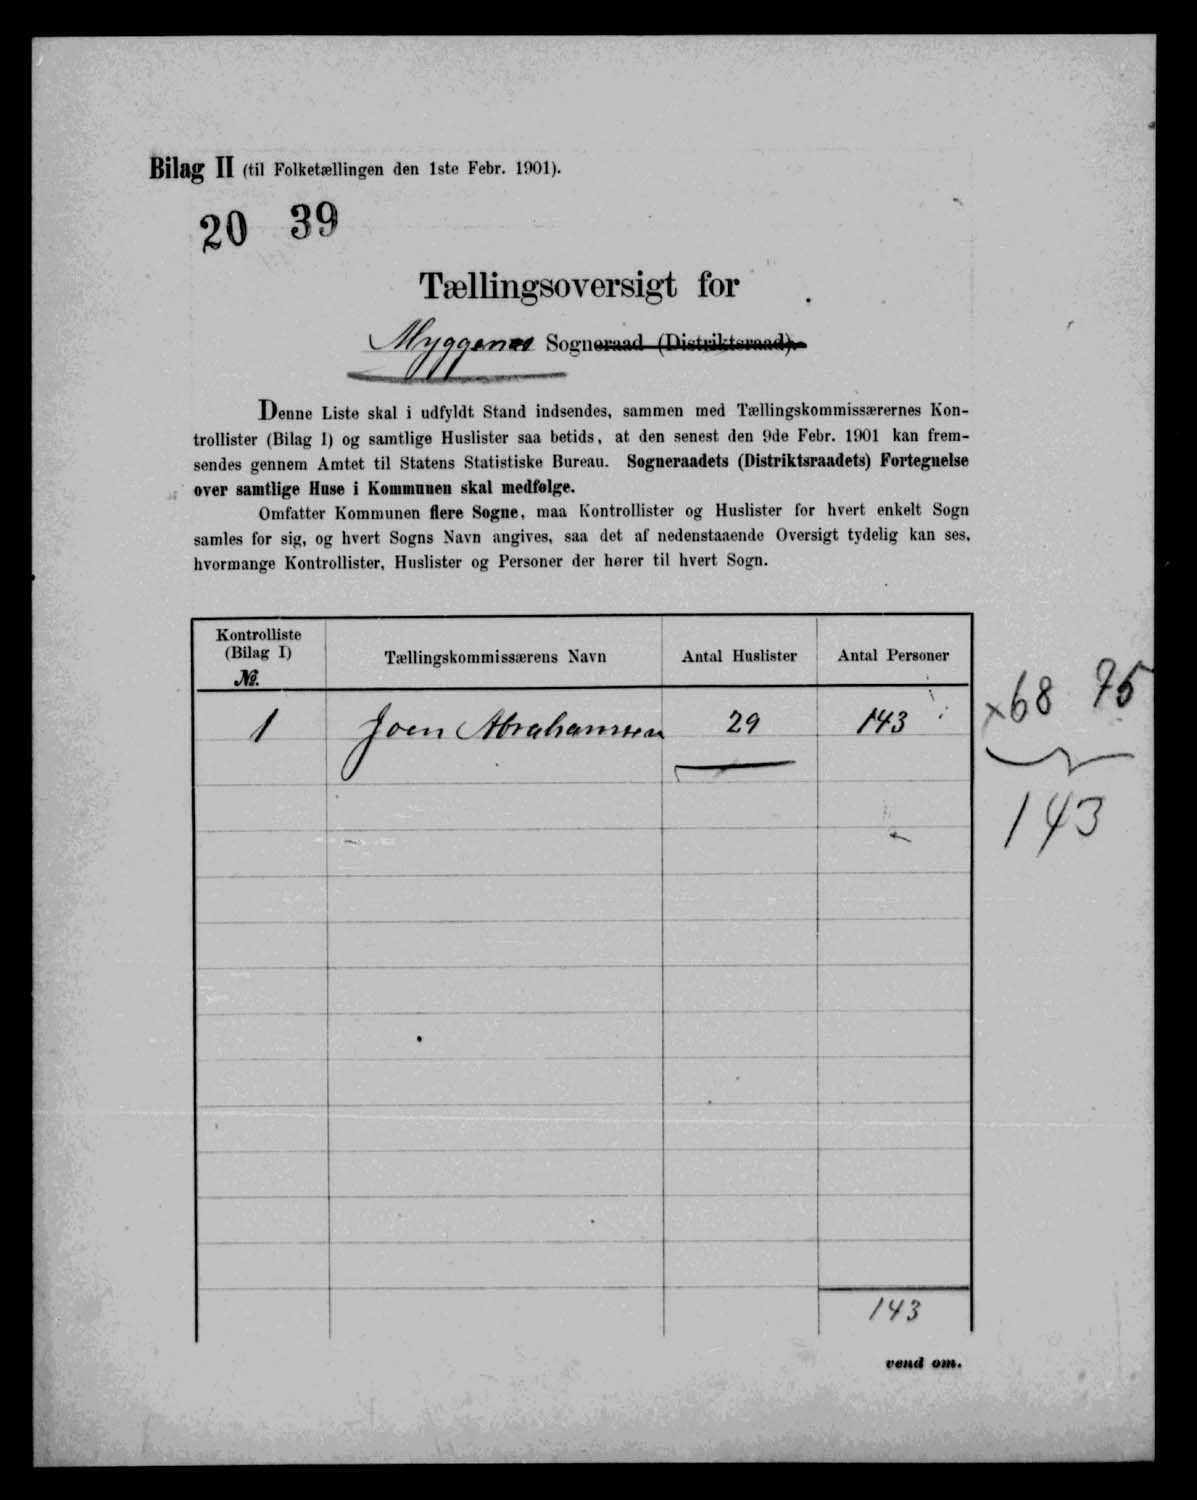 Bilag II (til Folketællingen den 1ste Febr. 1901).
20 39
Tællingsoversigt for
Myggenæs Sogneraad (Distriktsraad).
Denne Liste skal i udfyldt Stand indsendes, sammen med Tællingskommissærernes Kon-
trollister (Bilag I) og samtlige Huslister saa betids, at den senest den 9de Febr. 1901 kan frem-
sendes gennem Amtet til Statens Statistiske Bureau. Sogneraadets (Distriktsraadets) Fortegnelse
over samtlige Huse i Kommunen skal medfølge.
Omfatter Kommunen flere Sogne, maa Kontrollister og Huslister for hvert enkelt Sogn
samles for sig, og hvert Sogns Navn angives, saa det af nedenstaaende Oversigt tydelig kan ses,
hvormange Kontrollister, Huslister og Personer der hører til hvert Sogn.
Kontrolliste
(Bilag I)
№.
Tællingskommissærens Navn
Antal Huslister
Antal Personer
1 Joen Abrahamsen 29 143
×68 75
143
143
vend om.